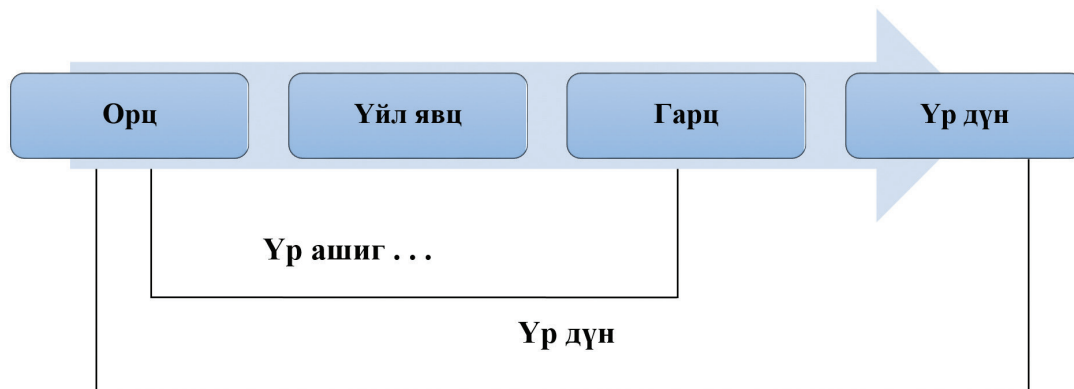 Орц
Үйл явц
Гарц
Үр дүн
Үр ашиг . . .
Үр дүн